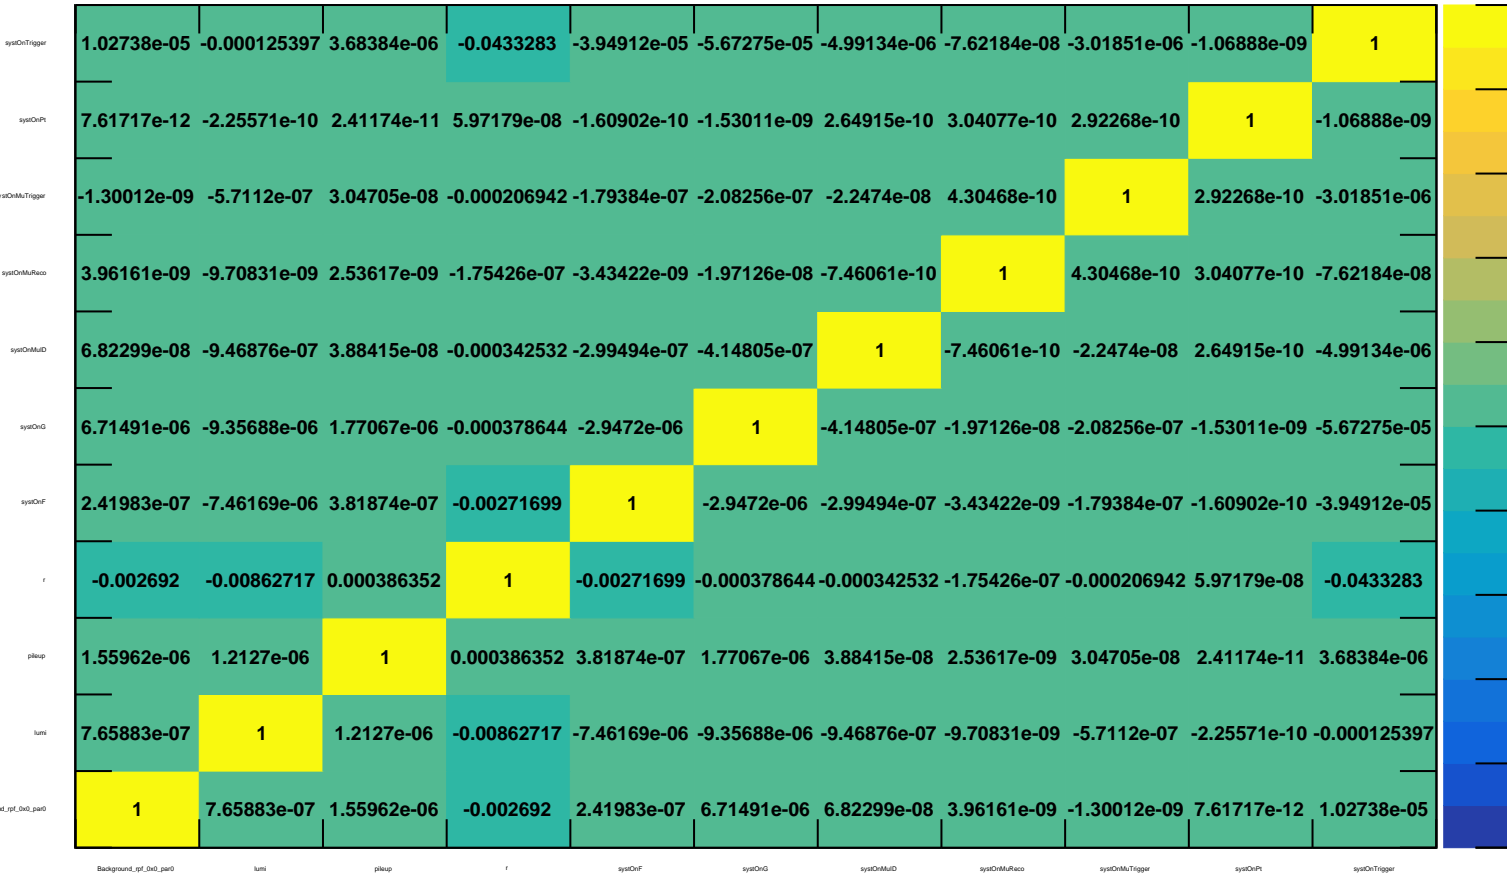 systOnTrigger 1.02738e-05 -0.000125397 3.68384e-06 -0.0433283 -3.94912e-05 -5.67275e-05 -4.99134e-06 -7.62184e-08 -3.01851e-06 -1.06888e-09 1
systOnPt 7.61717e-12 -2.25571e-10 2.41174e-11 5.97179e-08 -1.60902e-10 -1.53011e-09 2.64915e-10 3.04077e-10 2.92268e-10 1 -1.06888e-09
stOnMuTrigger -1.30012e-09 -5.7112e-07 3.04705e-08 -0.000206942 -1.79384e-07 -2.08256e-07 -2.2474e-08 4.30468e-10 1 2.92268e-10 -3.01851e-06
systOnMuReco 3.96161e-09 -9.70831e-09 2.53617e-09 -1.75426e-07 -3.43422e-09 -1.97126e-08 -7.46061e-10 1 4.30468e-10 3.04077e-10 -7.62184e-08
systOnMuID 6.82299e-08 -9.46876e-07 3.88415e-08 -0.000342532 -2.99494e-07 -4.14805e-07 1 -7.46061e-10 -2.2474e-08 2.64915e-10 -4.99134e-06
systOnG 6.71491e-06 -9.35688e-06 1.77067e-06 -0.000378644 -2.9472e-06 1 -4.14805e-07 -1.97126e-08 -2.08256e-07 -1.53011e-09 -5.67275e-05
systOnF 2.41983e-07 -7.46169e-06 3.81874e-07 -0.00271699 1 -2.9472e-06 -2.99494e-07 -3.43422e-09 -1.79384e-07 -1.60902e-10 -3.94912e-05
r -0.002692 -0.00862717 0.000386352 1 -0.00271699 -0.000378644 -0.000342532 -1.75426e-07 -0.000206942 5.97179e-08 -0.0433283
pileup 1.55962e-06 1.2127e-06 1 0.000386352 3.81874e-07 1.77067e-06 3.88415e-08 2.53617e-09 3.04705e-08 2.41174e-11 3.68384e-06
lumi 7.65883e-07 1 1.2127e-06 -0.00862717 -7.46169e-06 -9.35688e-06 -9.46876e-07 -9.70831e-09 -5.7112e-07 -2.25571e-10 -0.000125397
d_rpf_0x0_par0 1 7.65883e-07 1.55962e-06 -0.002692 2.41983e-07 6.71491e-06 6.82299e-08 3.96161e-09 -1.30012e-09 7.61717e-12 1.02738e-05
Background_rpf_0x0_par0 lumi pileup r systOnF systOnG systOnMuID systOnMuReco systOnMuTrigger systOnPt systOnTrigger